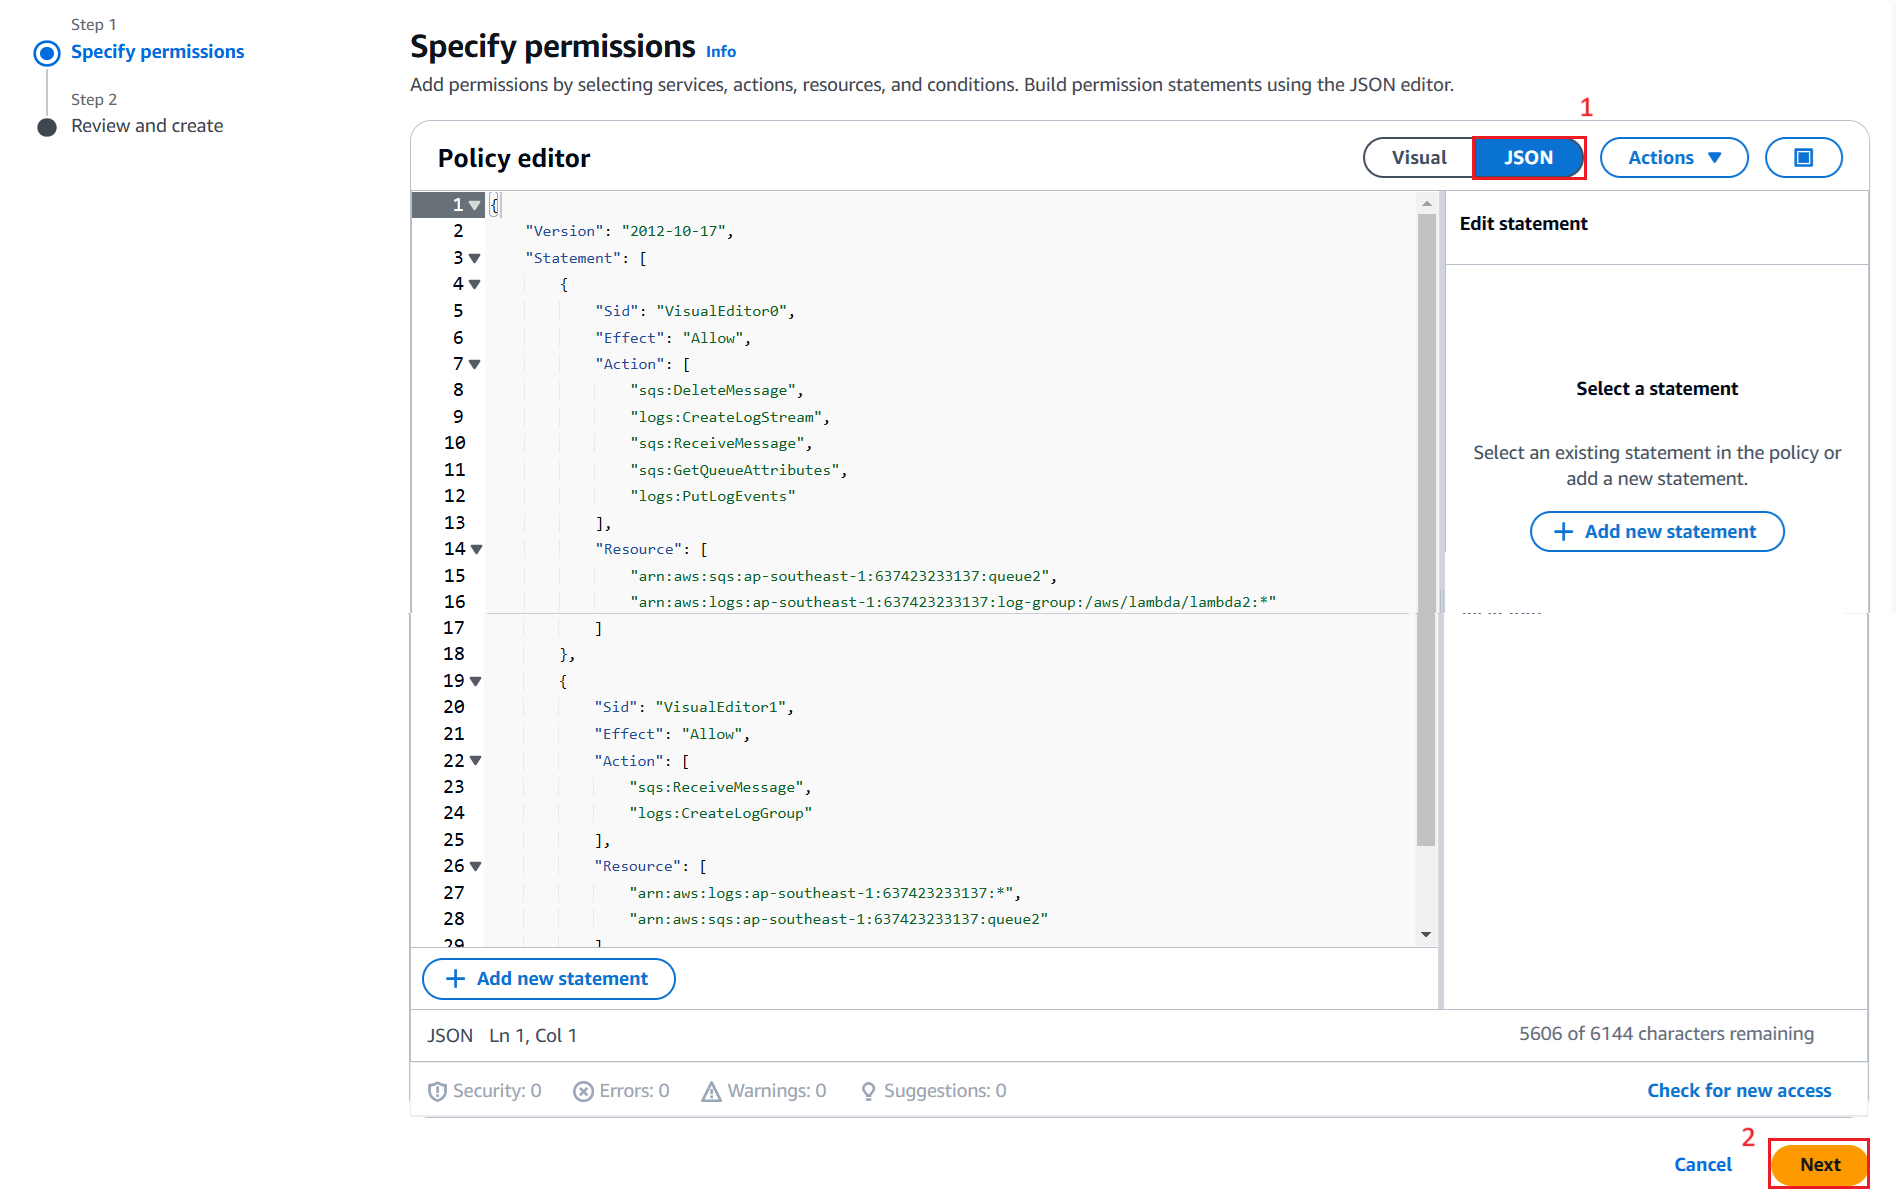 Step 1
Specify permissions
Step 2
Review and create
Specify permissions Info
Add permissions by selecting services, actions, resources, and conditions. Build permission statements using the JSON editor.
1
Policy editor
Visual
JSON
Actions
1 {
2 "Version": "2012-10-17",
3 "Statement": [
4 {
5 "Sid": "VisualEditor0",
6 "Effect": "Allow",
7 "Action": [
8 "sqs:DeleteMessage",
9 "logs:CreateLogStream",
10 "sqs:ReceiveMessage",
11 "sqs:GetQueueAttributes",
12 "logs:PutLogEvents"
13 ],
14 "Resource": [
15 "arn:aws:sqs:ap-southeast-1:637423233137:queue2",
16 "arn:aws:logs:ap-southeast-1:637423233137:log-group:/aws/lambda/lambda2:*"
17 ]
18 },
19 {
20 "Sid": "VisualEditor1",
21 "Effect": "Allow",
22 "Action": [
23 "sqs:ReceiveMessage",
24 "logs:CreateLogGroup"
25 ],
26 "Resource": [
27 "arn:aws:logs:ap-southeast-1:637423233137:*",
28 "arn:aws:sqs:ap-southeast-1:637423233137:queue2"
29 ]
Edit statement
Select a statement
Select an existing statement in the policy or
add a new statement.
+ Add new statement
+ Add new statement
JSON Ln 1, Col 1
5606 of 6144 characters remaining
Security: 0
Errors: 0
Warnings: 0
Suggestions: 0
Check for new access
2
Cancel
Next